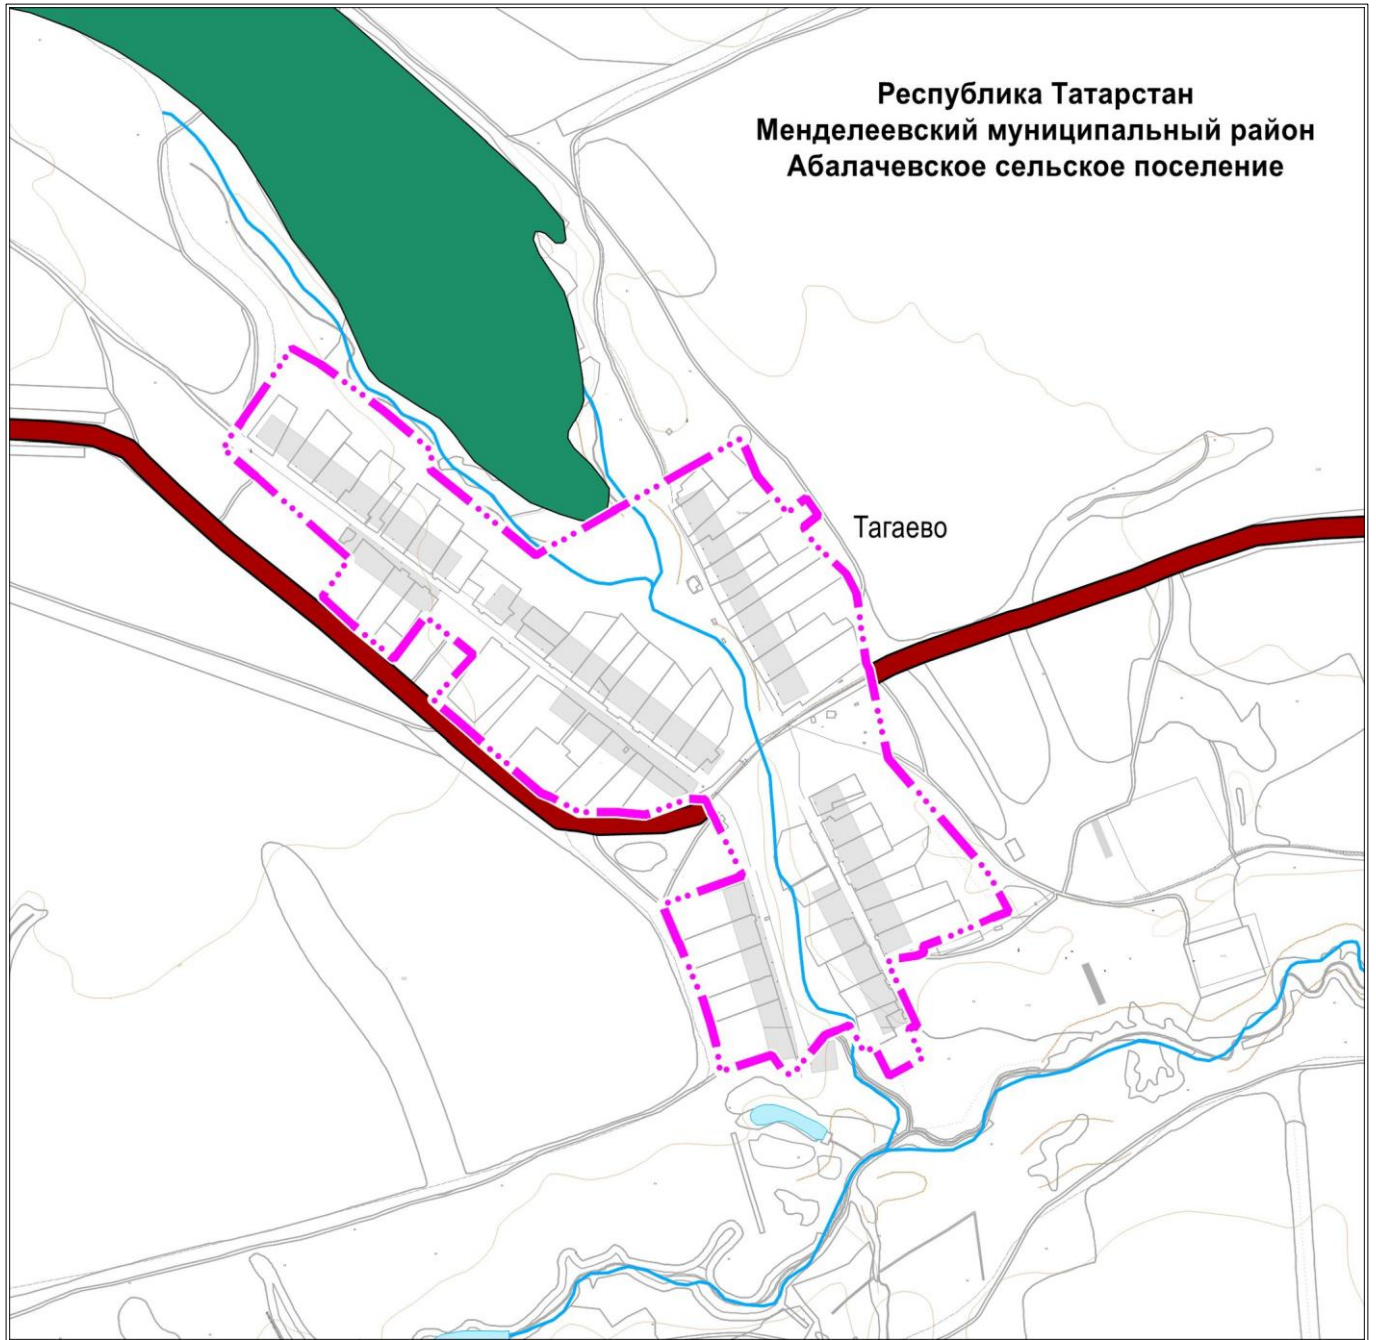 Республика Татарстан
Менделеевский муниципальный район
Абалачевское сельское поселение
Тагаево